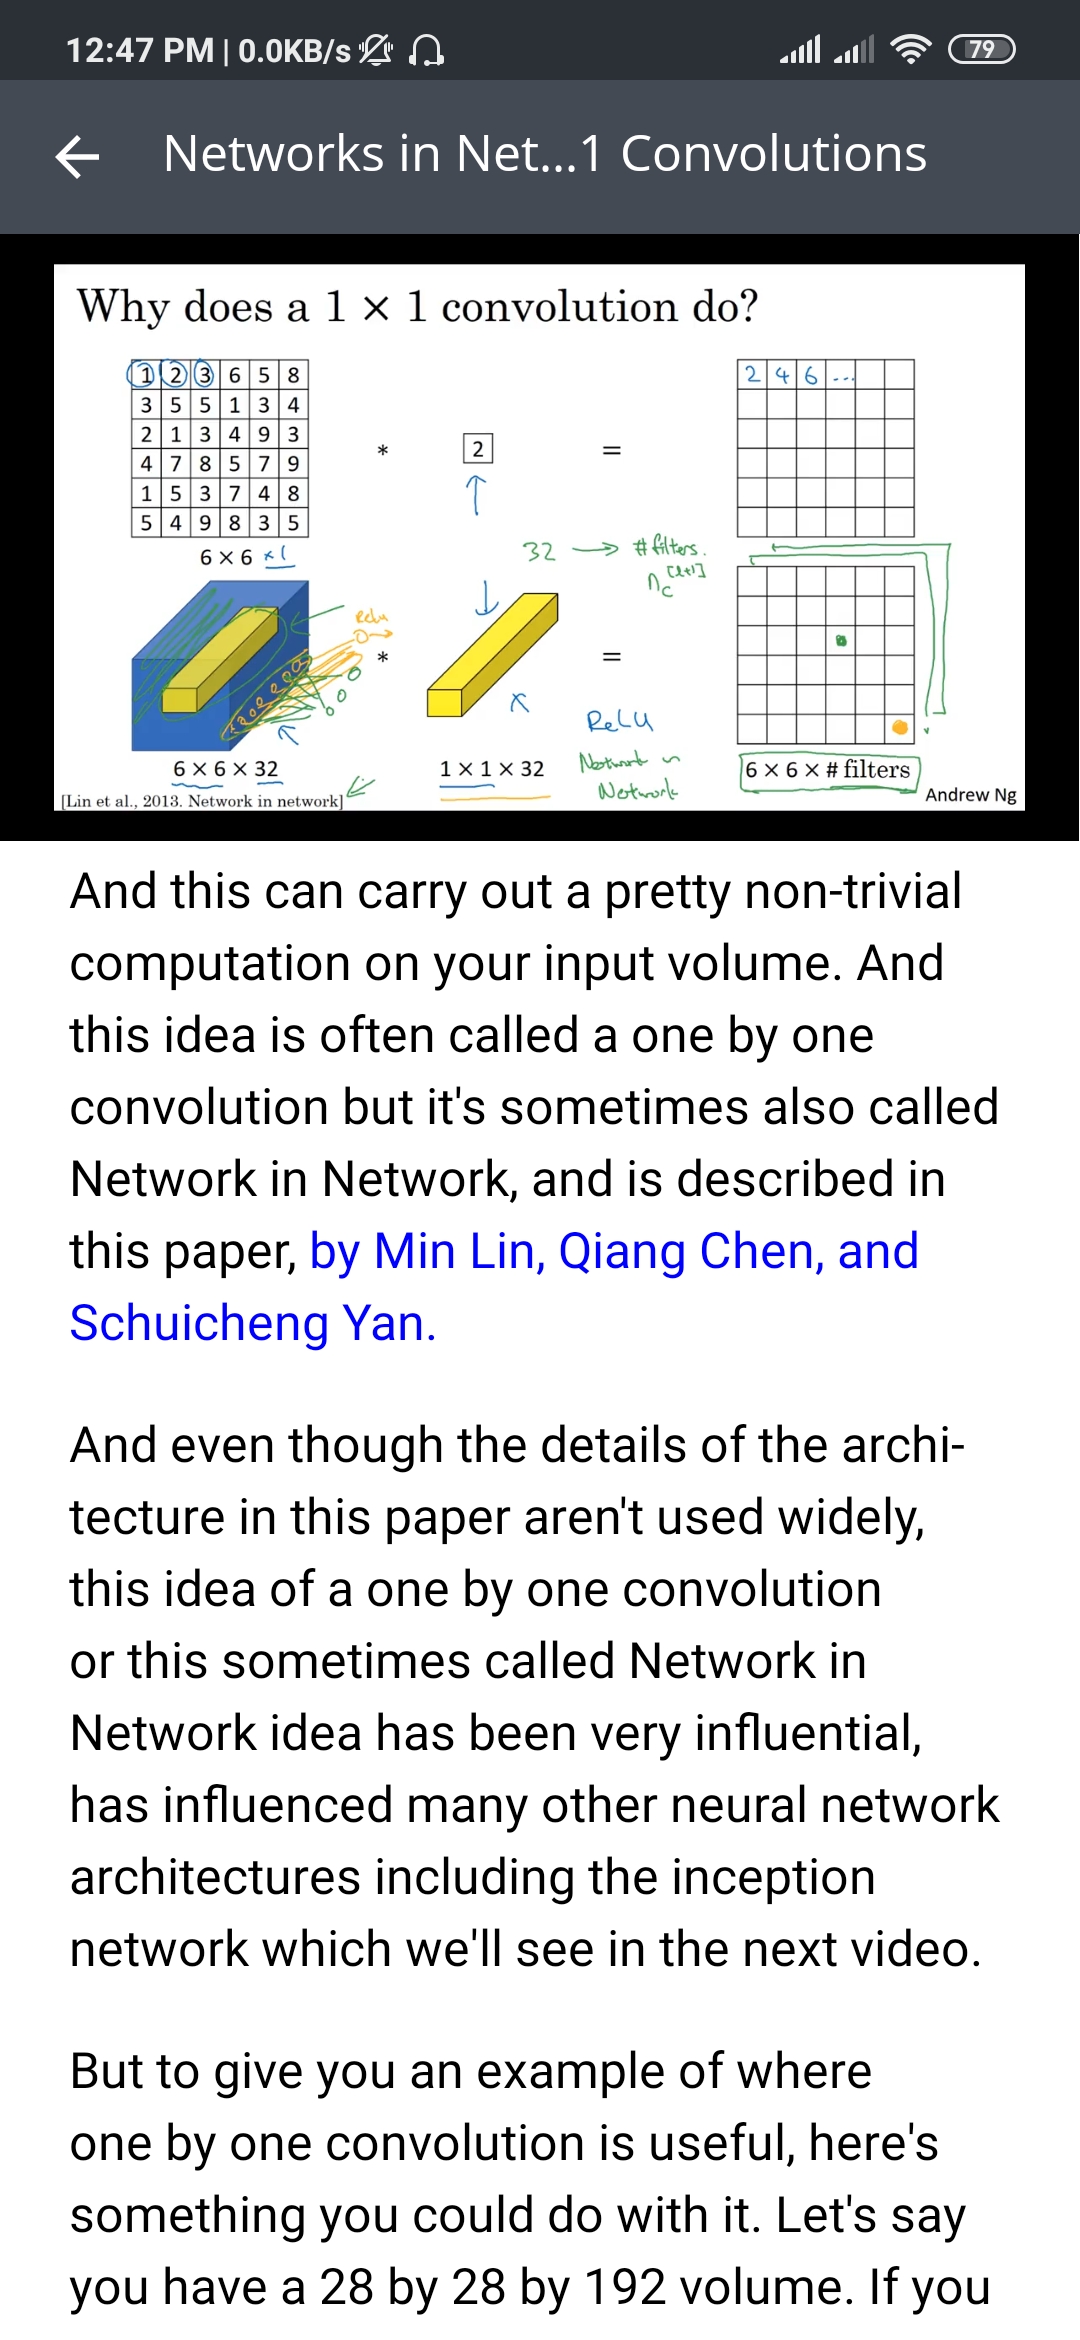 12:47 PM | 0.0KB/s
79
Networks in Net...1 Convolutions
Why does a 1 × 1 convolution do?
1 2 3 6 5 8
3 5 5 1 3 4
2 1 3 4 9 3
4 7 8 5 7 9
1 5 3 7 4 8
5 4 9 8 3 5
* 2 =
2 4 6 ...
6 × 6 ×1
32 → # filters.
nc[l+1]
ReLU
* =
ReLU
Network in
Network
6 × 6 × 32
1 × 1 × 32
6 × 6 × # filters
[Lin et al., 2013. Network in network]
Andrew Ng
And this can carry out a pretty non-trivial
computation on your input volume. And
this idea is often called a one by one
convolution but it's sometimes also called
Network in Network, and is described in
this paper, by Min Lin, Qiang Chen, and
Schuicheng Yan.
And even though the details of the archi-
tecture in this paper aren't used widely,
this idea of a one by one convolution
or this sometimes called Network in
Network idea has been very influential,
has influenced many other neural network
architectures including the inception
network which we'll see in the next video.
But to give you an example of where
one by one convolution is useful, here's
something you could do with it. Let's say
you have a 28 by 28 by 192 volume. If you